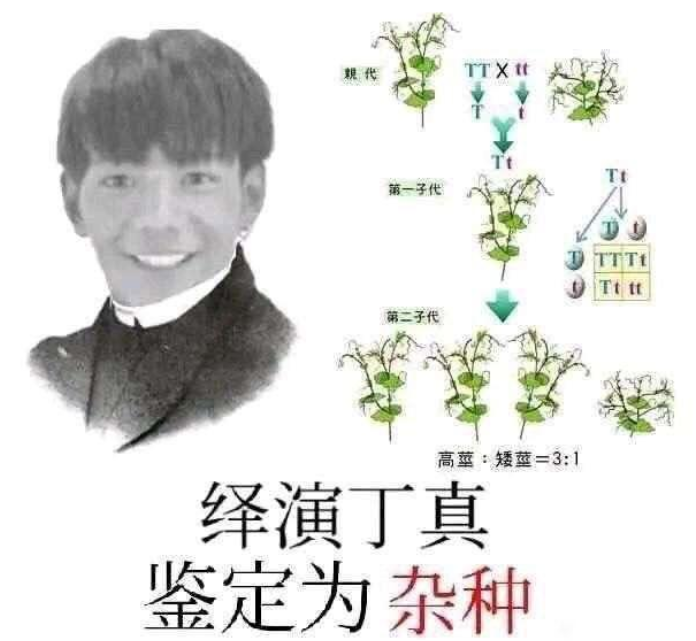 親代
TT X tt
T t
Tt
第一子代
Tt
T t
T TT Tt
t Tt tt
第二子代
高莖：矮莖＝3:1
绎演丁真
鉴定为杂种